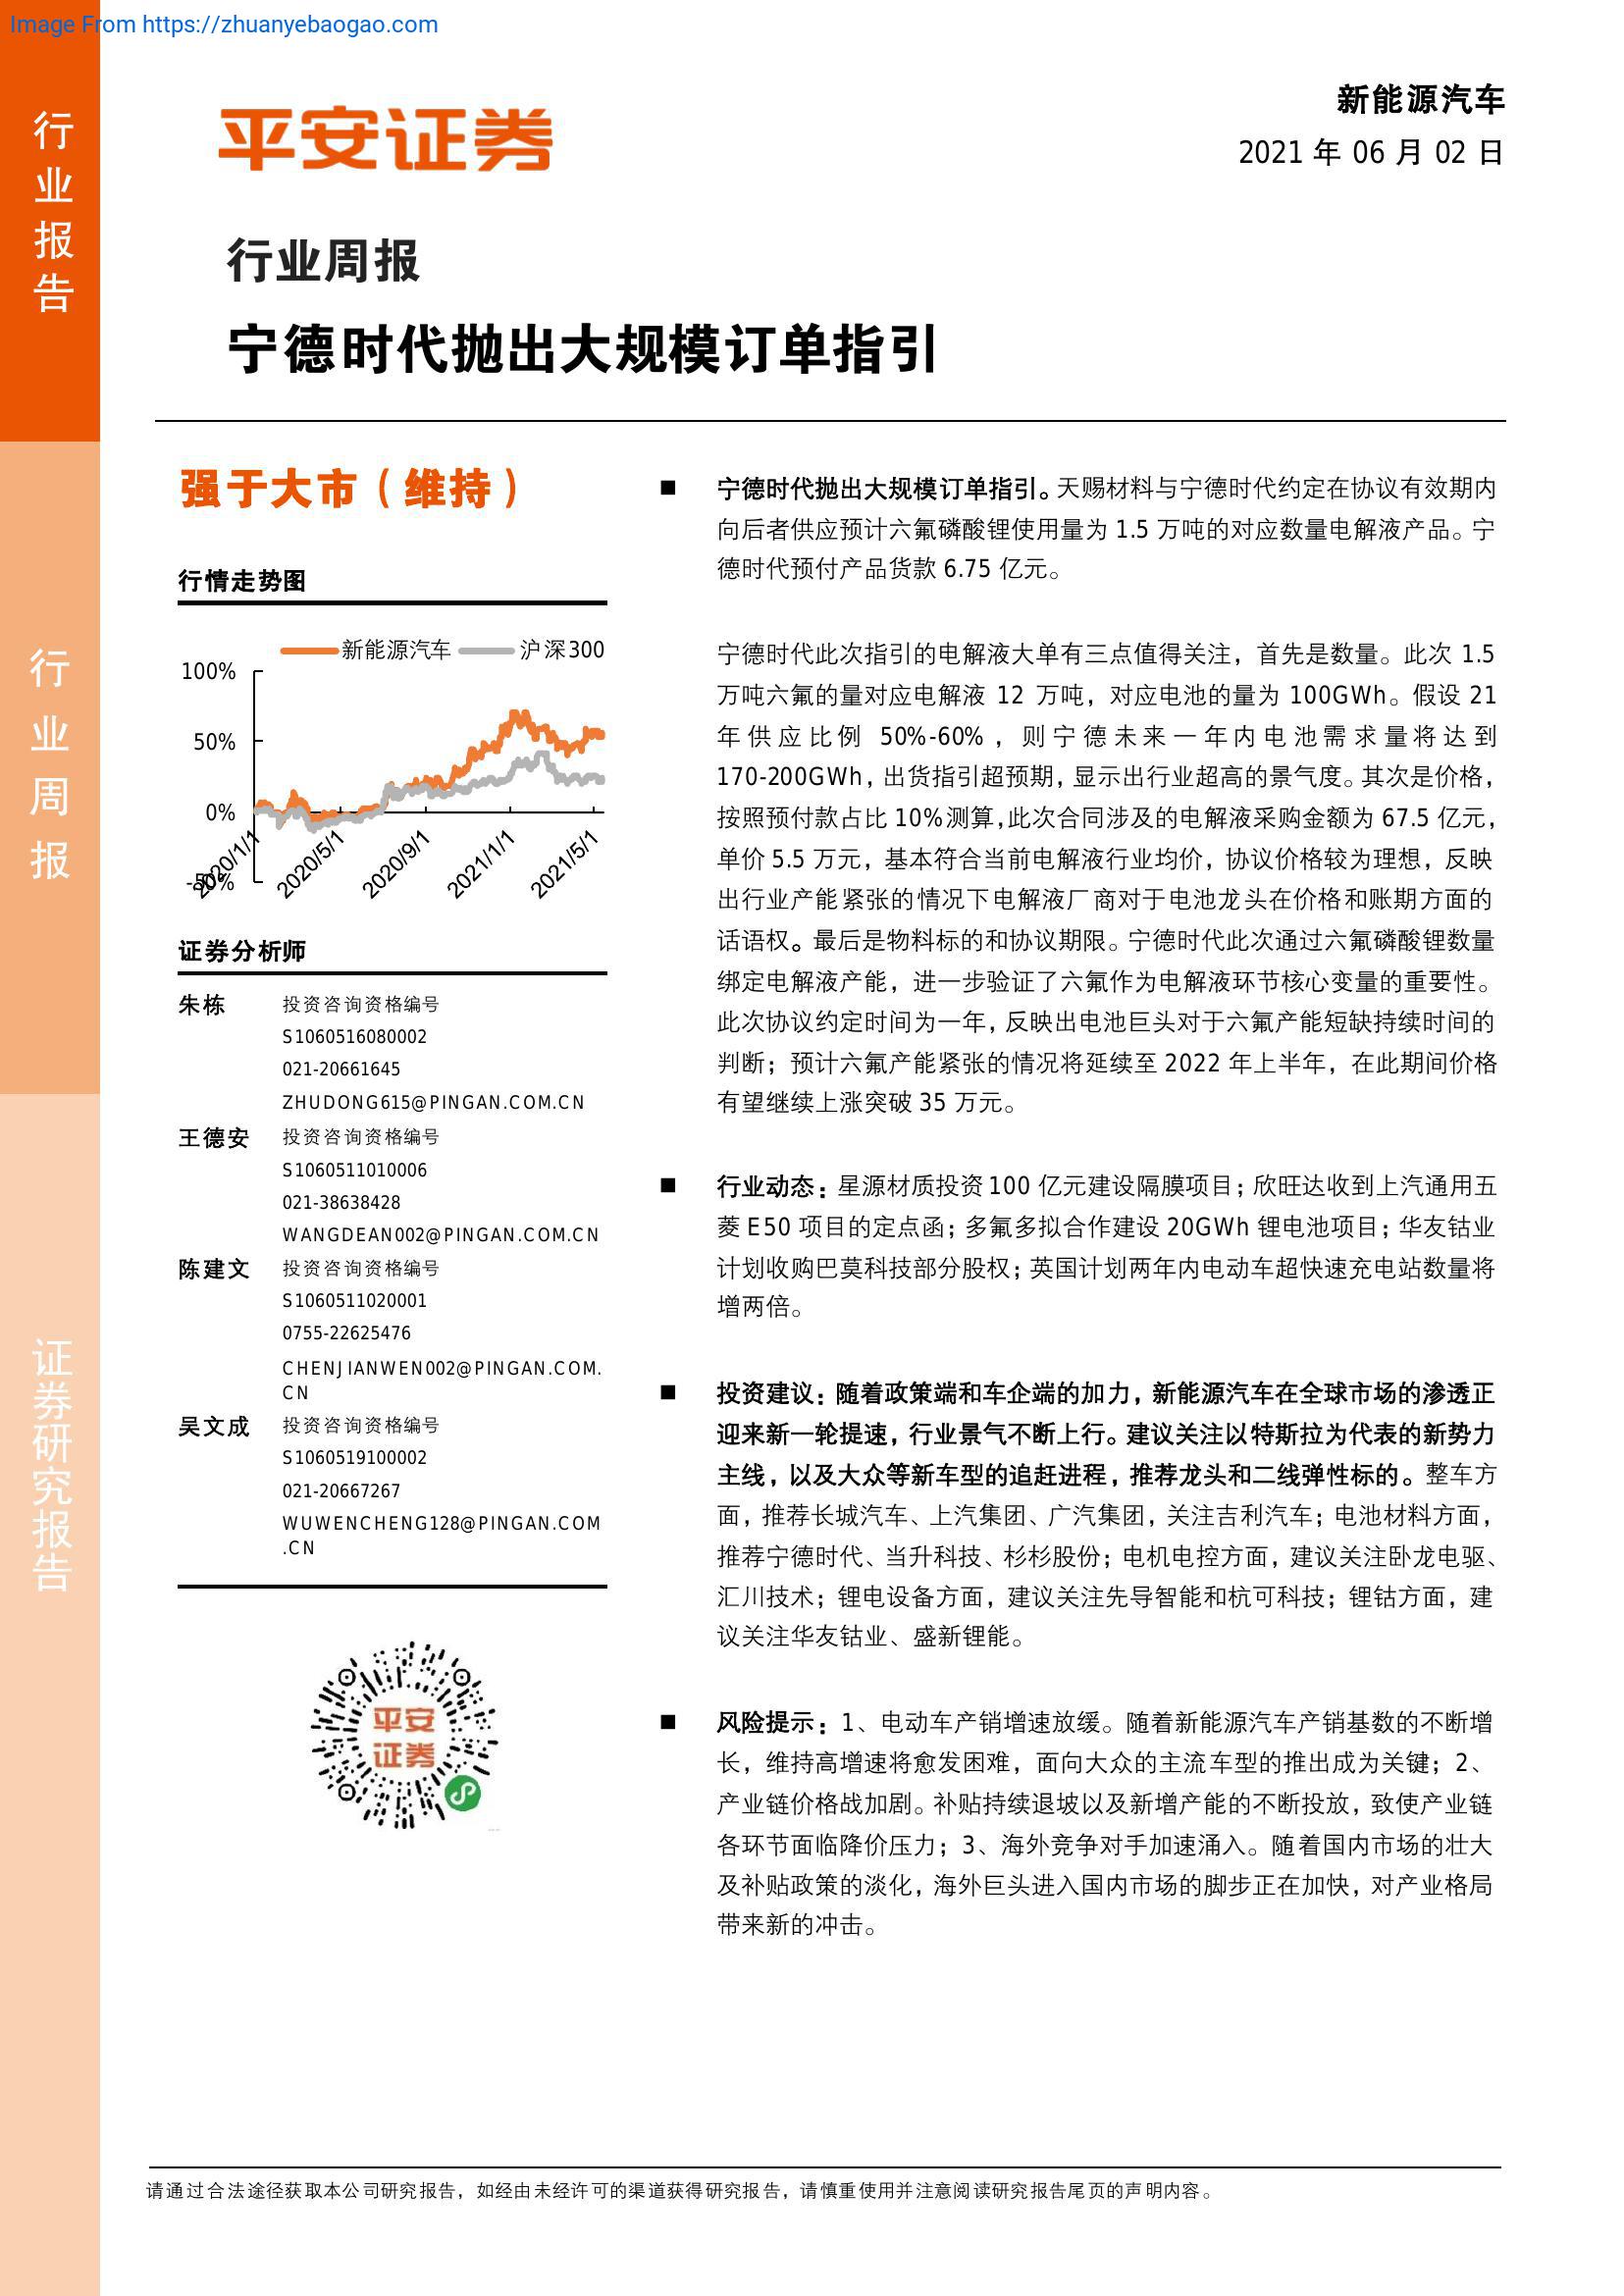 Image From https://zhuanyebaogao.com
行业报告
行业周报
证券研究报告
平安证券
新能源汽车
2021 年 06 月 02 日
行业周报
宁德时代抛出大规模订单指引
强于大市（维持）
行情走势图
新能源汽车 沪深300
100%
50%
0%
-50%
2020/1/1 2020/5/1 2020/9/1 2021/1/1 2021/5/1
证券分析师
朱栋 投资咨询资格编号
S1060516080002
021-20661645
ZHUDONG615@PINGAN.COM.CN
王德安 投资咨询资格编号
S1060511010006
021-38638428
WANGDEAN002@PINGAN.COM.CN
陈建文 投资咨询资格编号
S1060511020001
0755-22625476
CHENJIANWEN002@PINGAN.COM.
CN
吴文成 投资咨询资格编号
S1060519100002
021-20667267
WUWENCHENG128@PINGAN.COM
.CN
平安
证券
■ 宁德时代抛出大规模订单指引。天赐材料与宁德时代约定在协议有效期内
向后者供应预计六氟磷酸锂使用量为 1.5 万吨的对应数量电解液产品。宁
德时代预付产品货款 6.75 亿元。
宁德时代此次指引的电解液大单有三点值得关注，首先是数量。此次 1.5
万吨六氟的量对应电解液 12 万吨，对应电池的量为 100GWh。假设 21
年供应比例 50%-60%，则宁德未来一年内电池需求量将达到
170-200GWh，出货指引超预期，显示出行业超高的景气度。其次是价格，
按照预付款占比 10%测算，此次合同涉及的电解液采购金额为 67.5 亿元，
单价 5.5 万元，基本符合当前电解液行业均价，协议价格较为理想，反映
出行业产能紧张的情况下电解液厂商对于电池龙头在价格和账期方面的
话语权。最后是物料标的和协议期限。宁德时代此次通过六氟磷酸锂数量
绑定电解液产能，进一步验证了六氟作为电解液环节核心变量的重要性。
此次协议约定时间为一年，反映出电池巨头对于六氟产能短缺持续时间的
判断；预计六氟产能紧张的情况将延续至 2022 年上半年，在此期间价格
有望继续上涨突破 35 万元。
■ 行业动态：星源材质投资 100 亿元建设隔膜项目；欣旺达收到上汽通用五
菱 E50 项目的定点函；多氟多拟合作建设 20GWh 锂电池项目；华友钴业
计划收购巴莫科技部分股权；英国计划两年内电动车超快速充电站数量将
增两倍。
■ 投资建议：随着政策端和车企端的加力，新能源汽车在全球市场的渗透正
迎来新一轮提速，行业景气不断上行。建议关注以特斯拉为代表的新势力
主线，以及大众等新车型的追赶进程，推荐龙头和二线弹性标的。整车方
面，推荐长城汽车、上汽集团、广汽集团，关注吉利汽车；电池材料方面，
推荐宁德时代、当升科技、杉杉股份；电机电控方面，建议关注卧龙电驱、
汇川技术；锂电设备方面，建议关注先导智能和杭可科技；锂钴方面，建
议关注华友钴业、盛新锂能。
■ 风险提示：1、电动车产销增速放缓。随着新能源汽车产销基数的不断增
长，维持高增速将愈发困难，面向大众的主流车型的推出成为关键；2、
产业链价格战加剧。补贴持续退坡以及新增产能的不断投放，致使产业链
各环节面临降价压力；3、海外竞争对手加速涌入。随着国内市场的壮大
及补贴政策的淡化，海外巨头进入国内市场的脚步正在加快，对产业格局
带来新的冲击。
请通过合法途径获取本公司研究报告，如经由未经许可的渠道获得研究报告，请慎重使用并注意阅读研究报告尾页的声明内容。